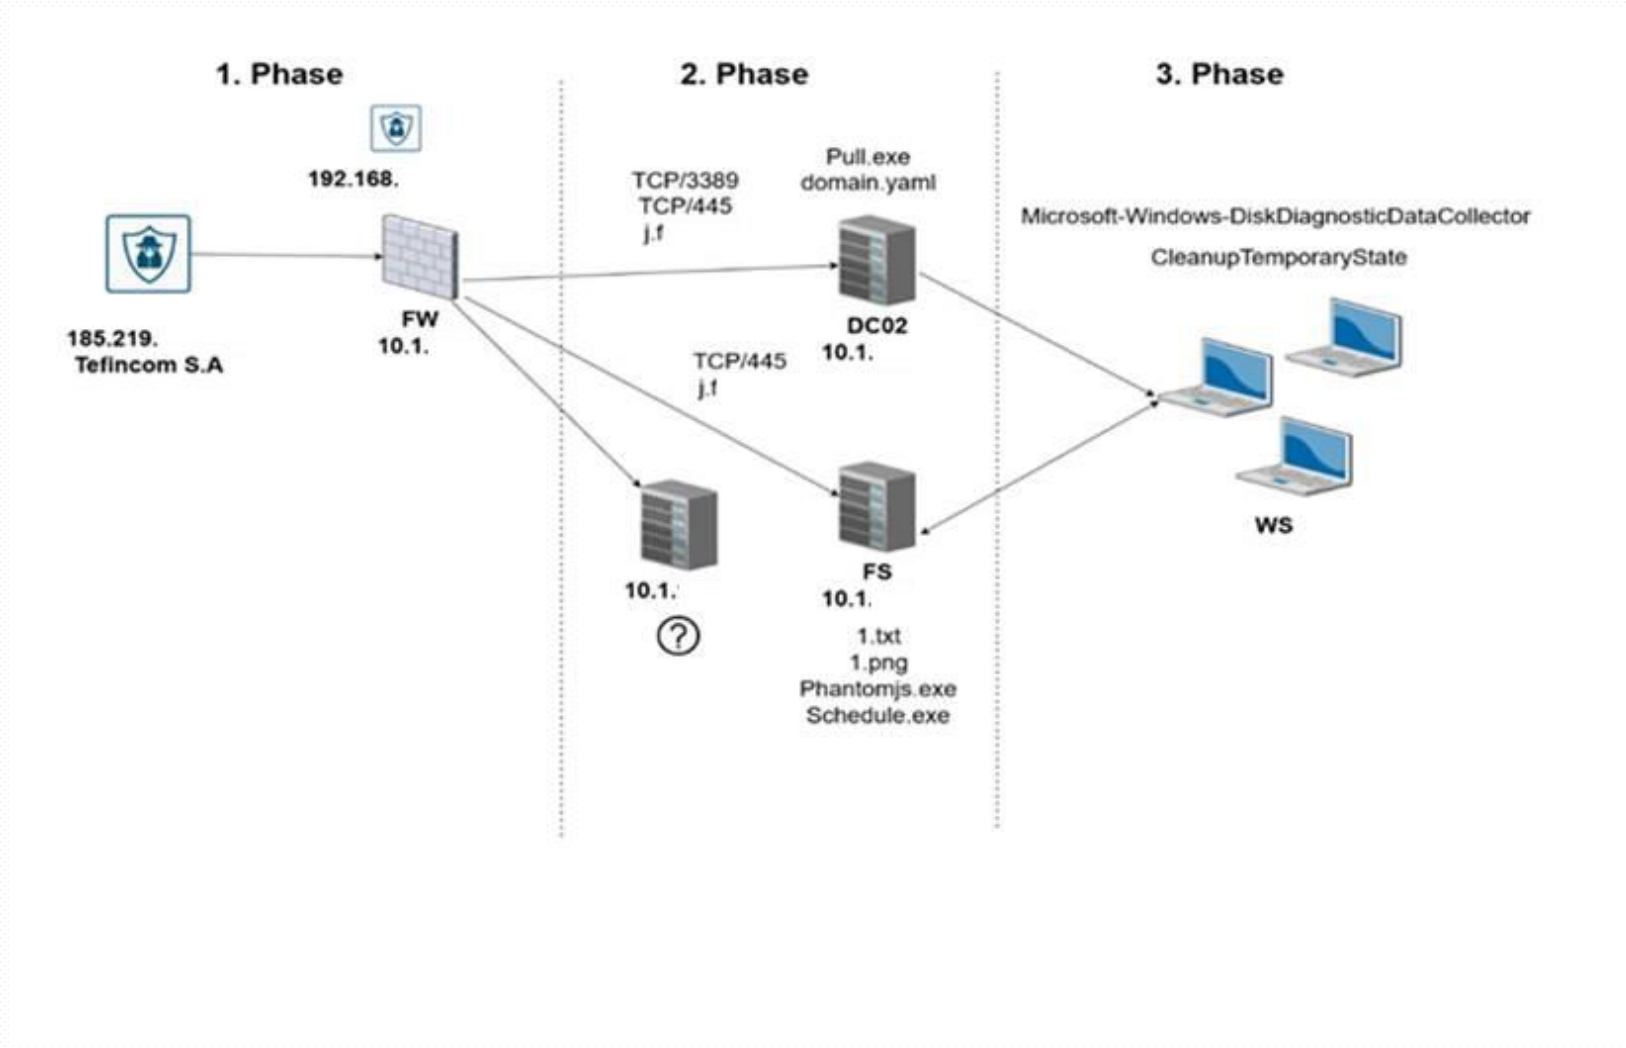 1. Phase
2. Phase
3. Phase
192.168.
185.219.
Tefincom S.A
FW
10.1.
TCP/3389
TCP/445
j.f
Pull.exe
domain.yaml
DC02
10.1.
TCP/445
j.f
10.1.
?
FS
10.1.
1.txt
1.png
Phantomjs.exe
Schedule.exe
Microsoft-Windows-DiskDiagnosticDataCollector
CleanupTemporaryState
WS